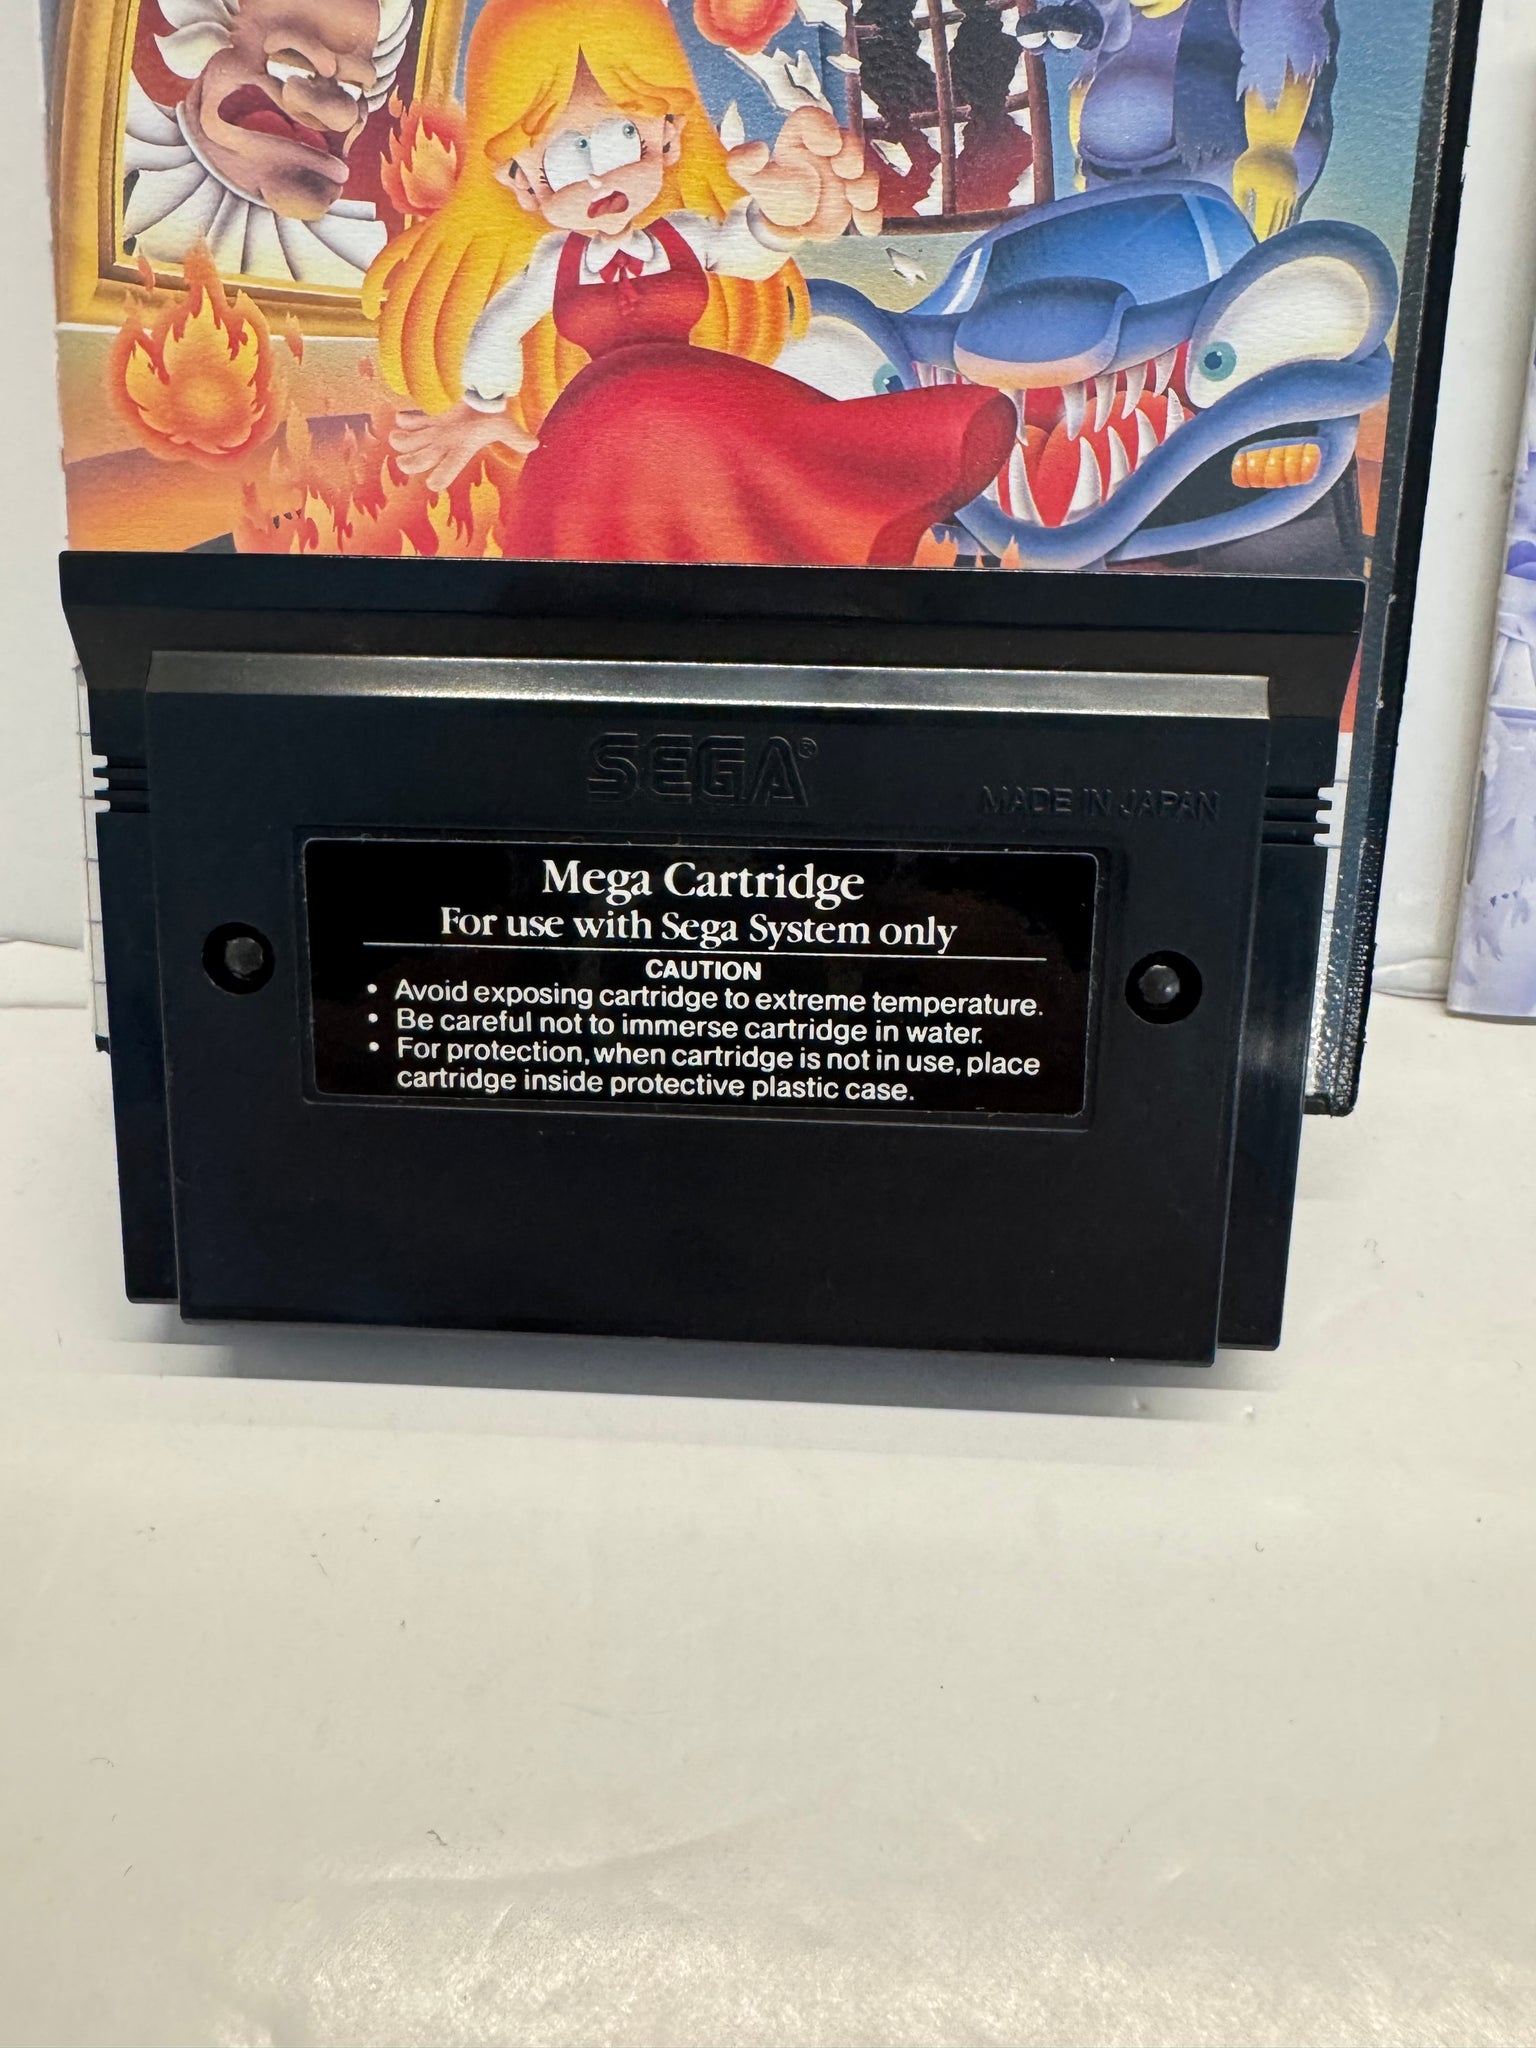 SEGA®
MADE IN JAPAN
Mega Cartridge
For use with Sega System only
CAUTION
• Avoid exposing cartridge to extreme temperature.
• Be careful not to immerse cartridge in water.
• For protection, when cartridge is not in use, place
cartridge inside protective plastic case.